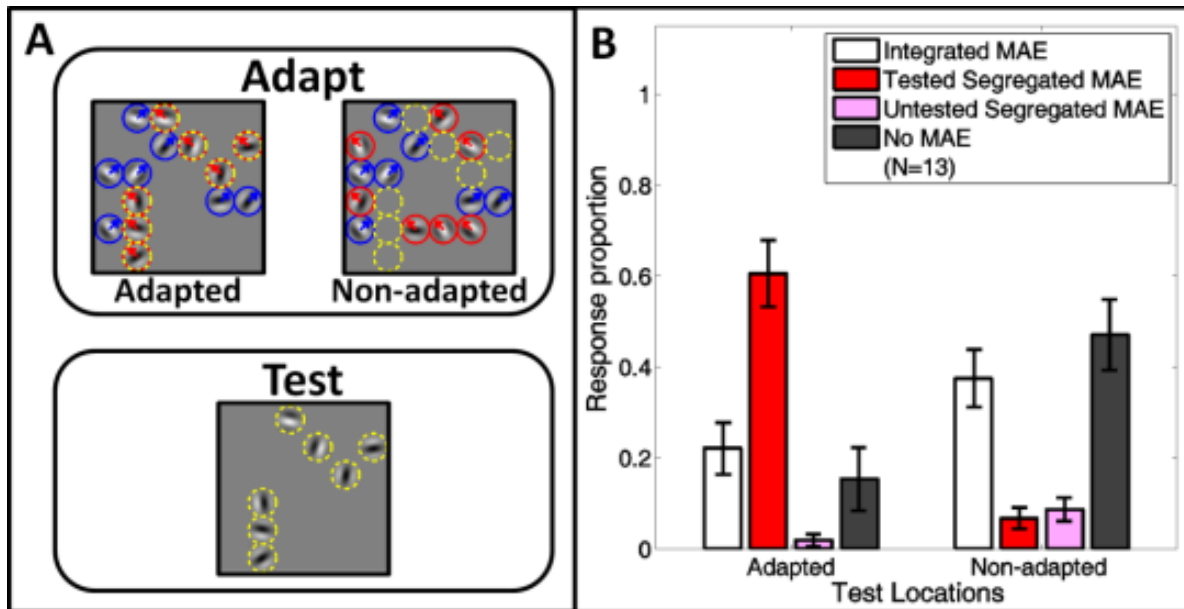 A
Adapt
Adapted
Non-adapted
Test
B
Integrated MAE
Tested Segregated MAE
Untested Segregated MAE
No MAE
(N=13)
Response proportion
1
0.8
0.6
0.4
0.2
0
Adapted
Non-adapted
Test Locations